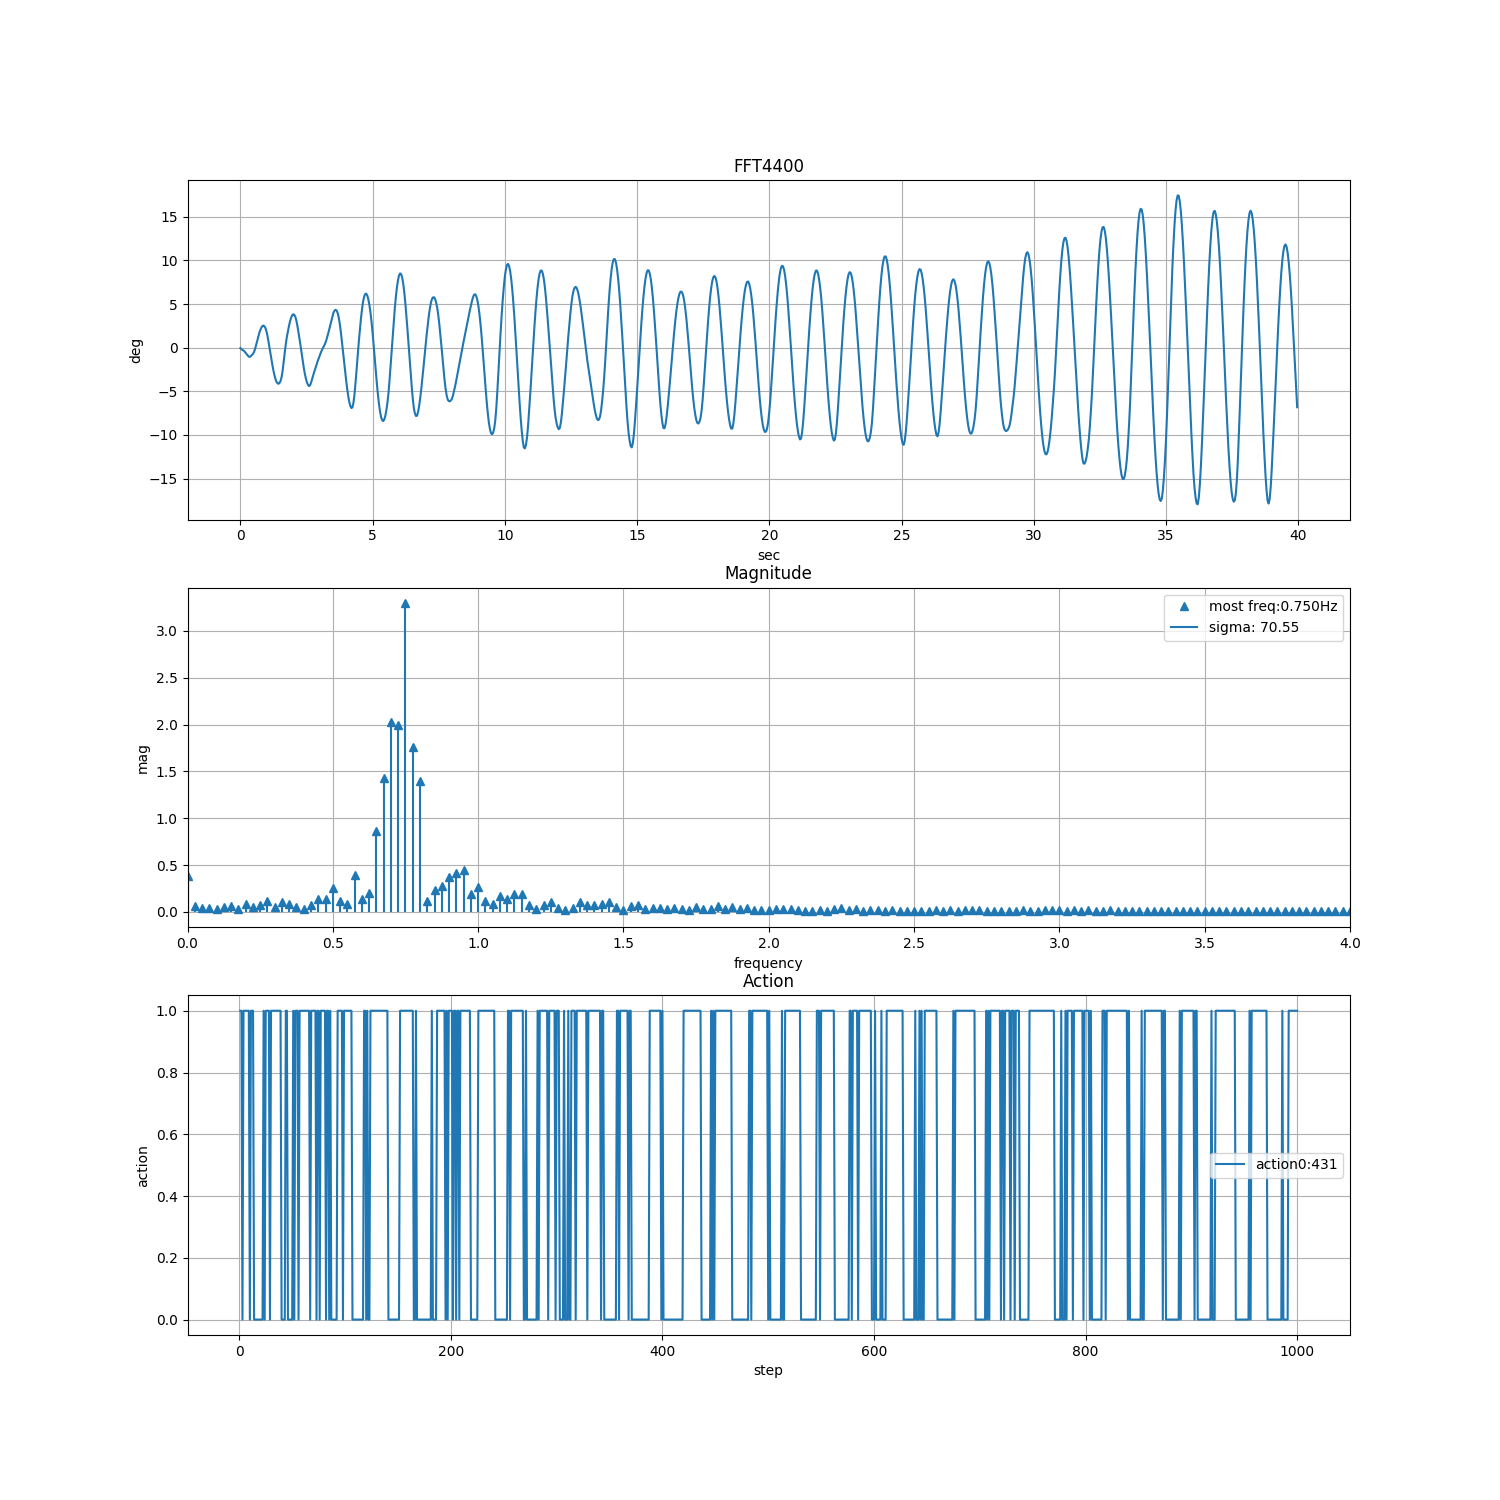 FFT4400
15
10
5
0
−5
−10
−15
deg
0 5 10 15 20 25 30 35 40
sec
Magnitude
3.0
2.5
2.0
1.5
1.0
0.5
0.0
mag
most freq:0.750Hz
sigma: 70.55
0.0 0.5 1.0 1.5 2.0 2.5 3.0 3.5 4.0
frequency
Action
1.0
0.8
0.6
0.4
0.2
0.0
action
action0:431
0 200 400 600 800 1000
step